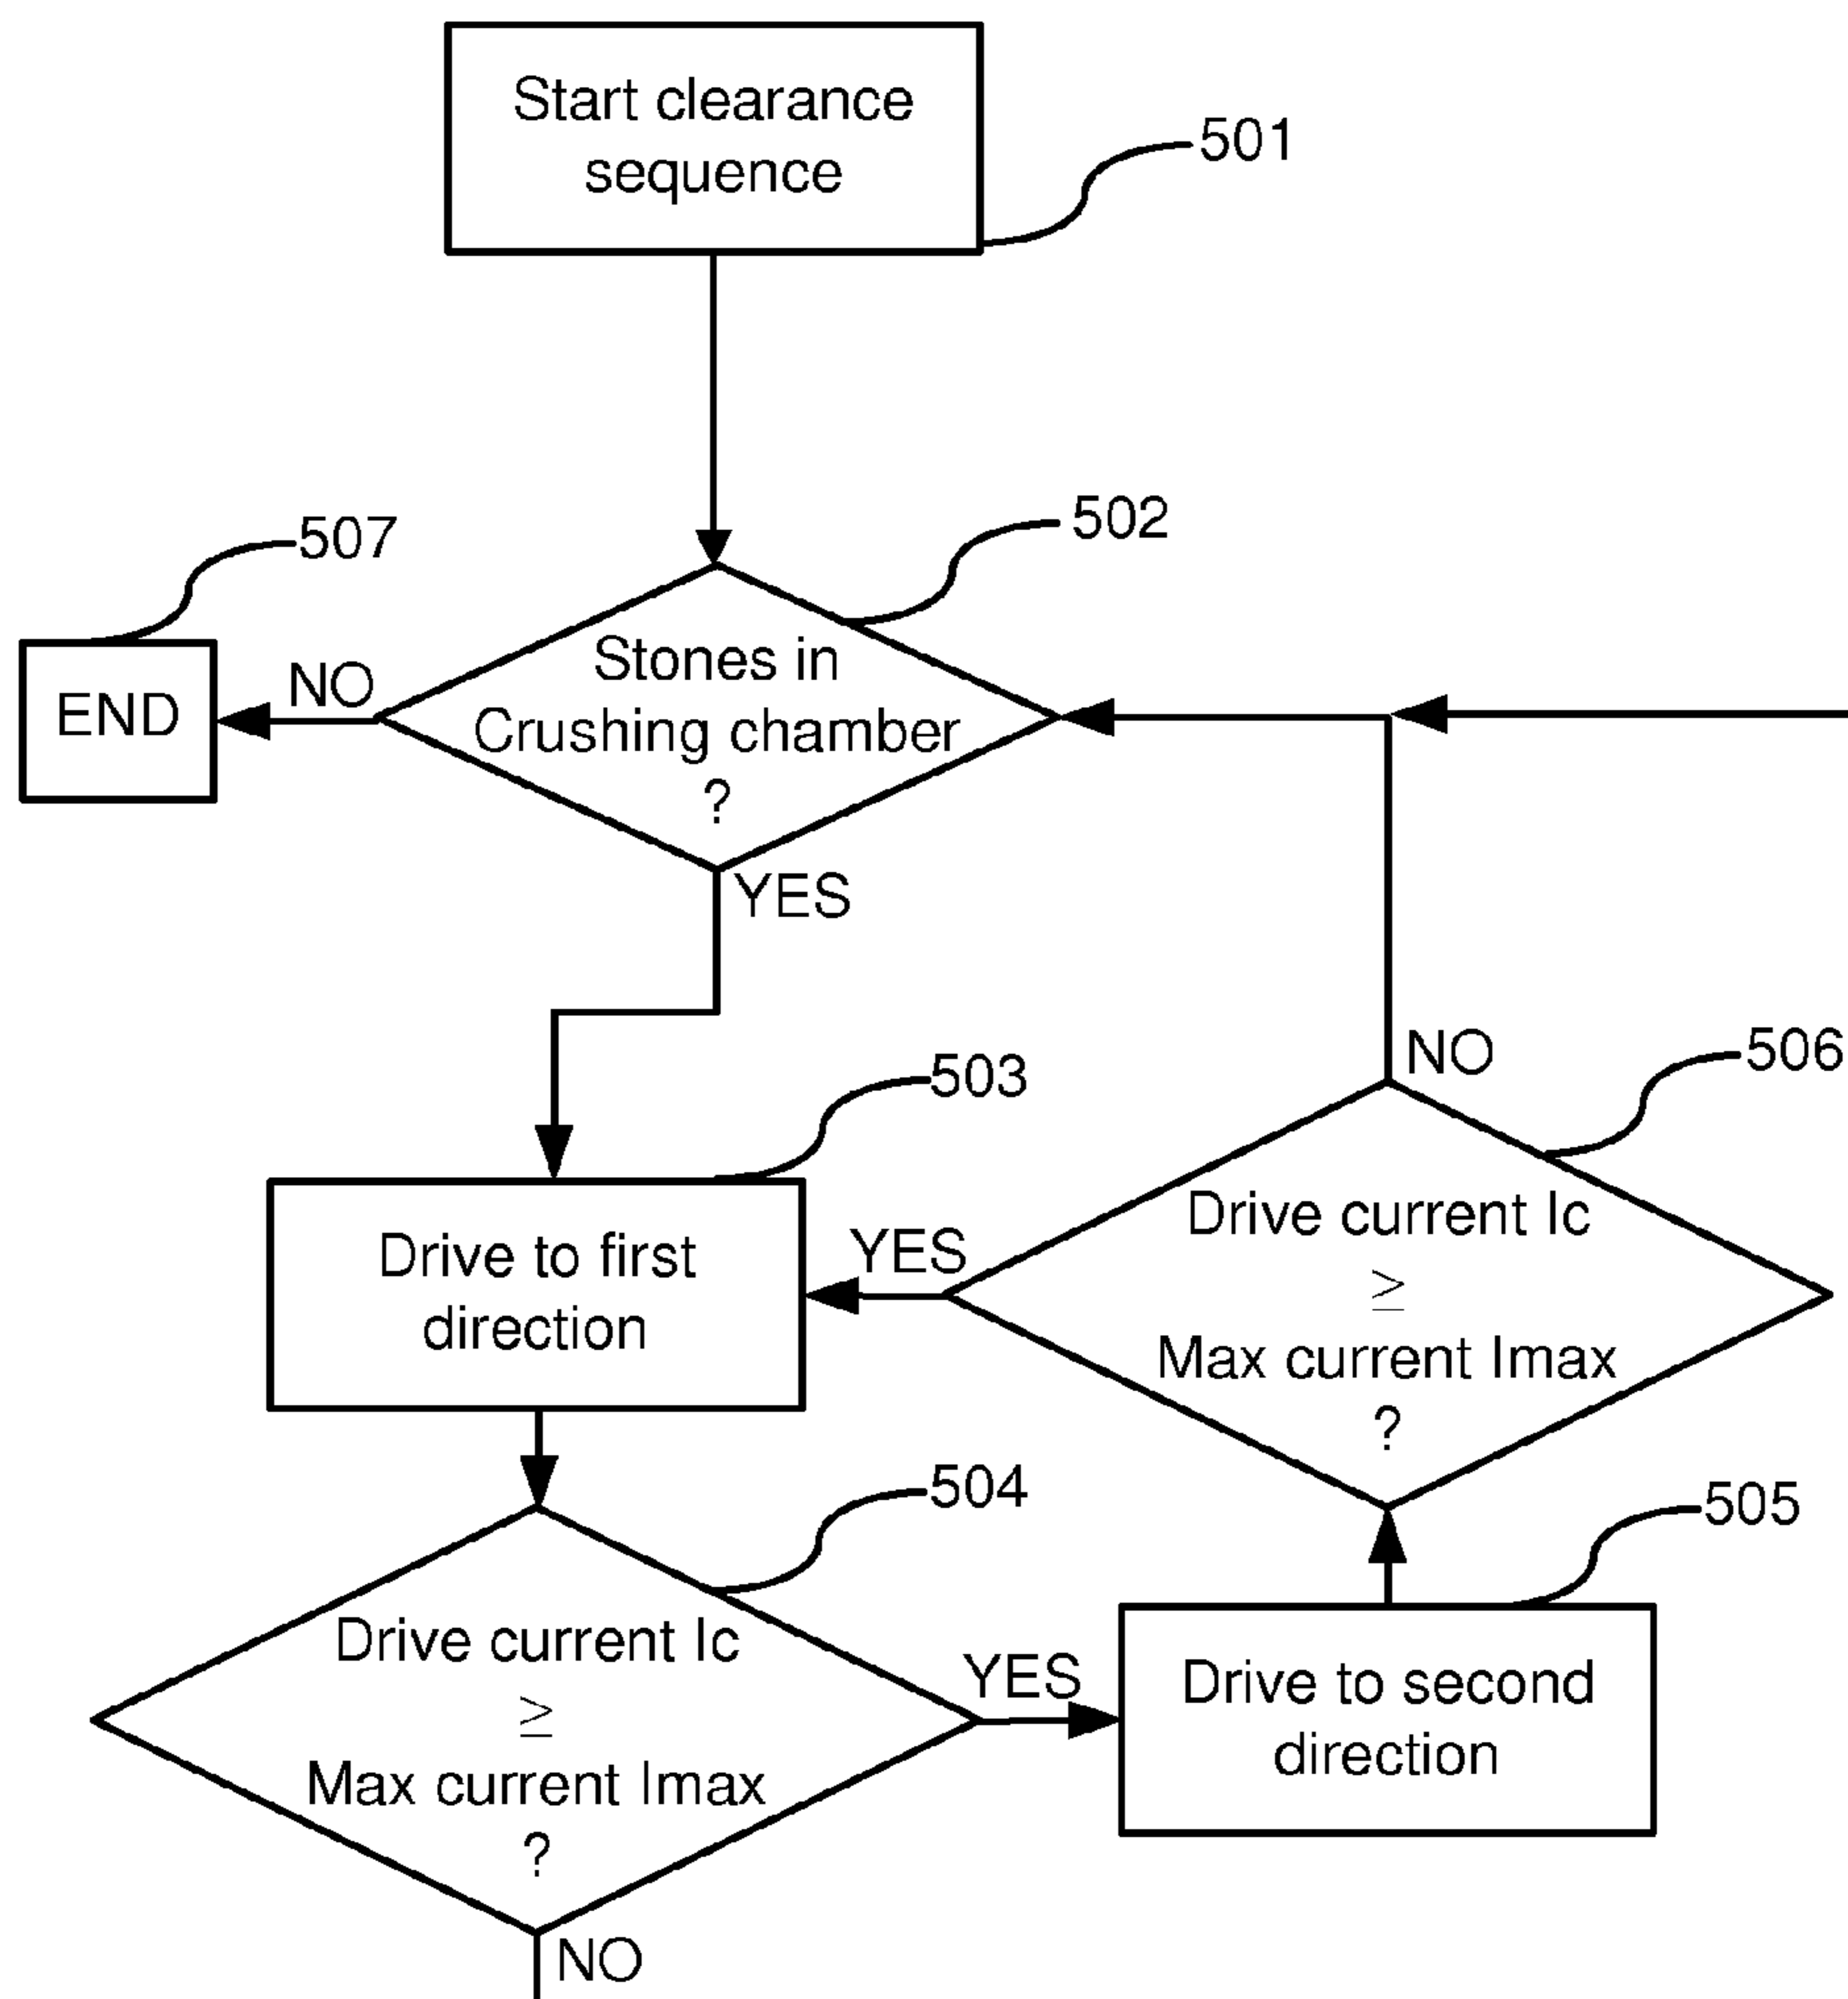 Start clearance
sequence
501
502
507
END
NO
Stones in
Crushing chamber
?
YES
503
NO
506
Drive to first
direction
YES
Drive current Ic
≥
Max current Imax
?
504
505
Drive current Ic
≥
Max current Imax
?
YES
Drive to second
direction
NO